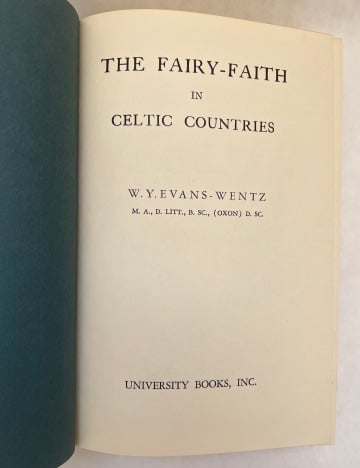 THE FAIRY-FAITH
IN
CELTIC COUNTRIES
W. Y. EVANS-WENTZ
M. A., D. LITT., B. SC., (OXON) D. SC.
UNIVERSITY BOOKS, INC.